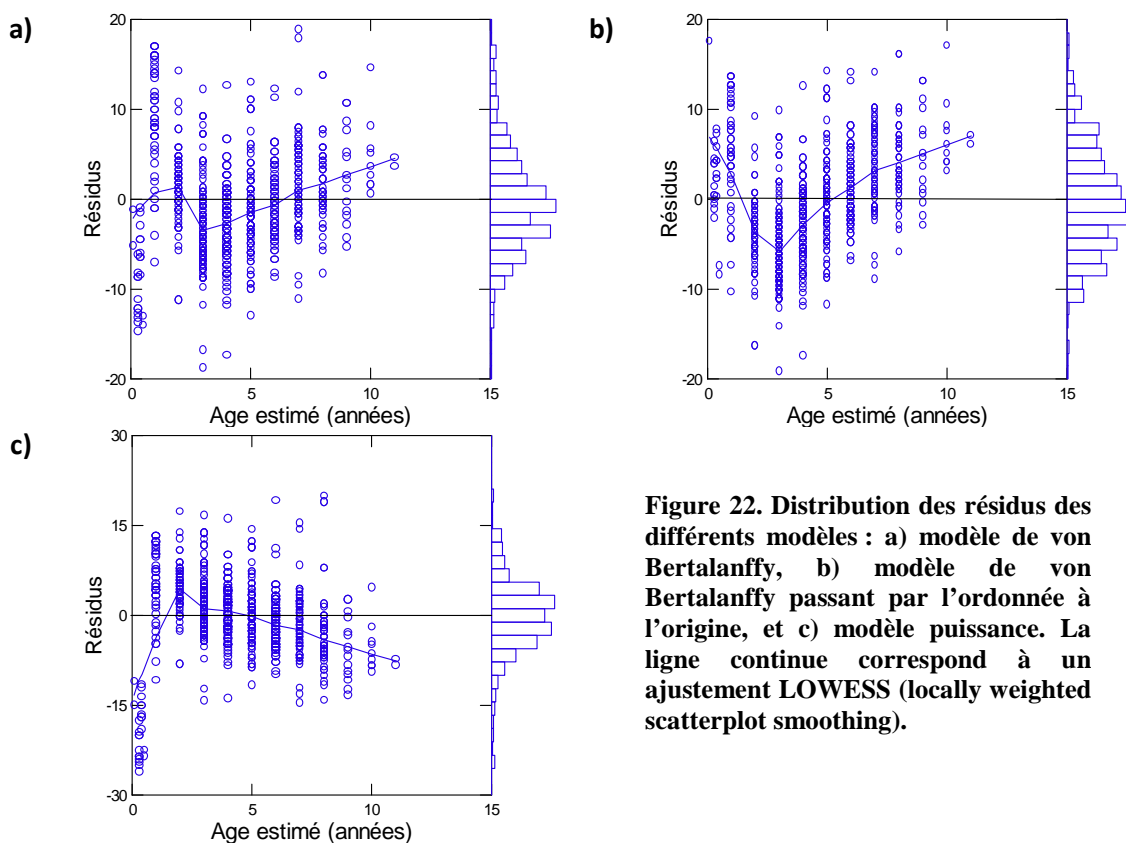 a)
20
10
0
-10
-20
Résidus
0
5
10
15
Age estimé (années)
b)
20
10
0
-10
-20
Résidus
0
5
10
15
Age estimé (années)
c)
30
15
0
-15
-30
Résidus
0
5
10
15
Age estimé (années)
Figure 22. Distribution des résidus des
différents modèles : a) modèle de von
Bertalanffy, b) modèle de von
Bertalanffy passant par l’ordonnée à
l’origine, et c) modèle puissance. La
ligne continue correspond à un
ajustement LOWESS (locally weighted
scatterplot smoothing).